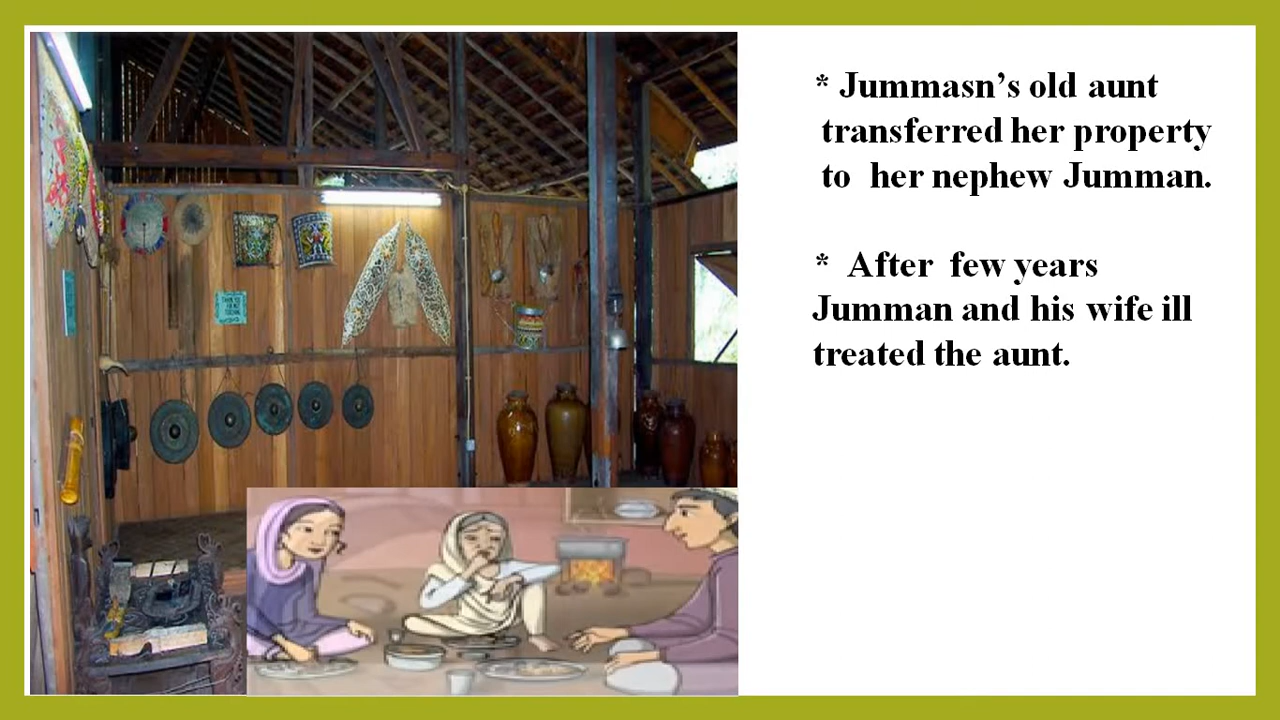 * Jummasn’s old aunt
transferred her property
to her nephew Jumman.
* After few years
Jumman and his wife ill
treated the aunt.